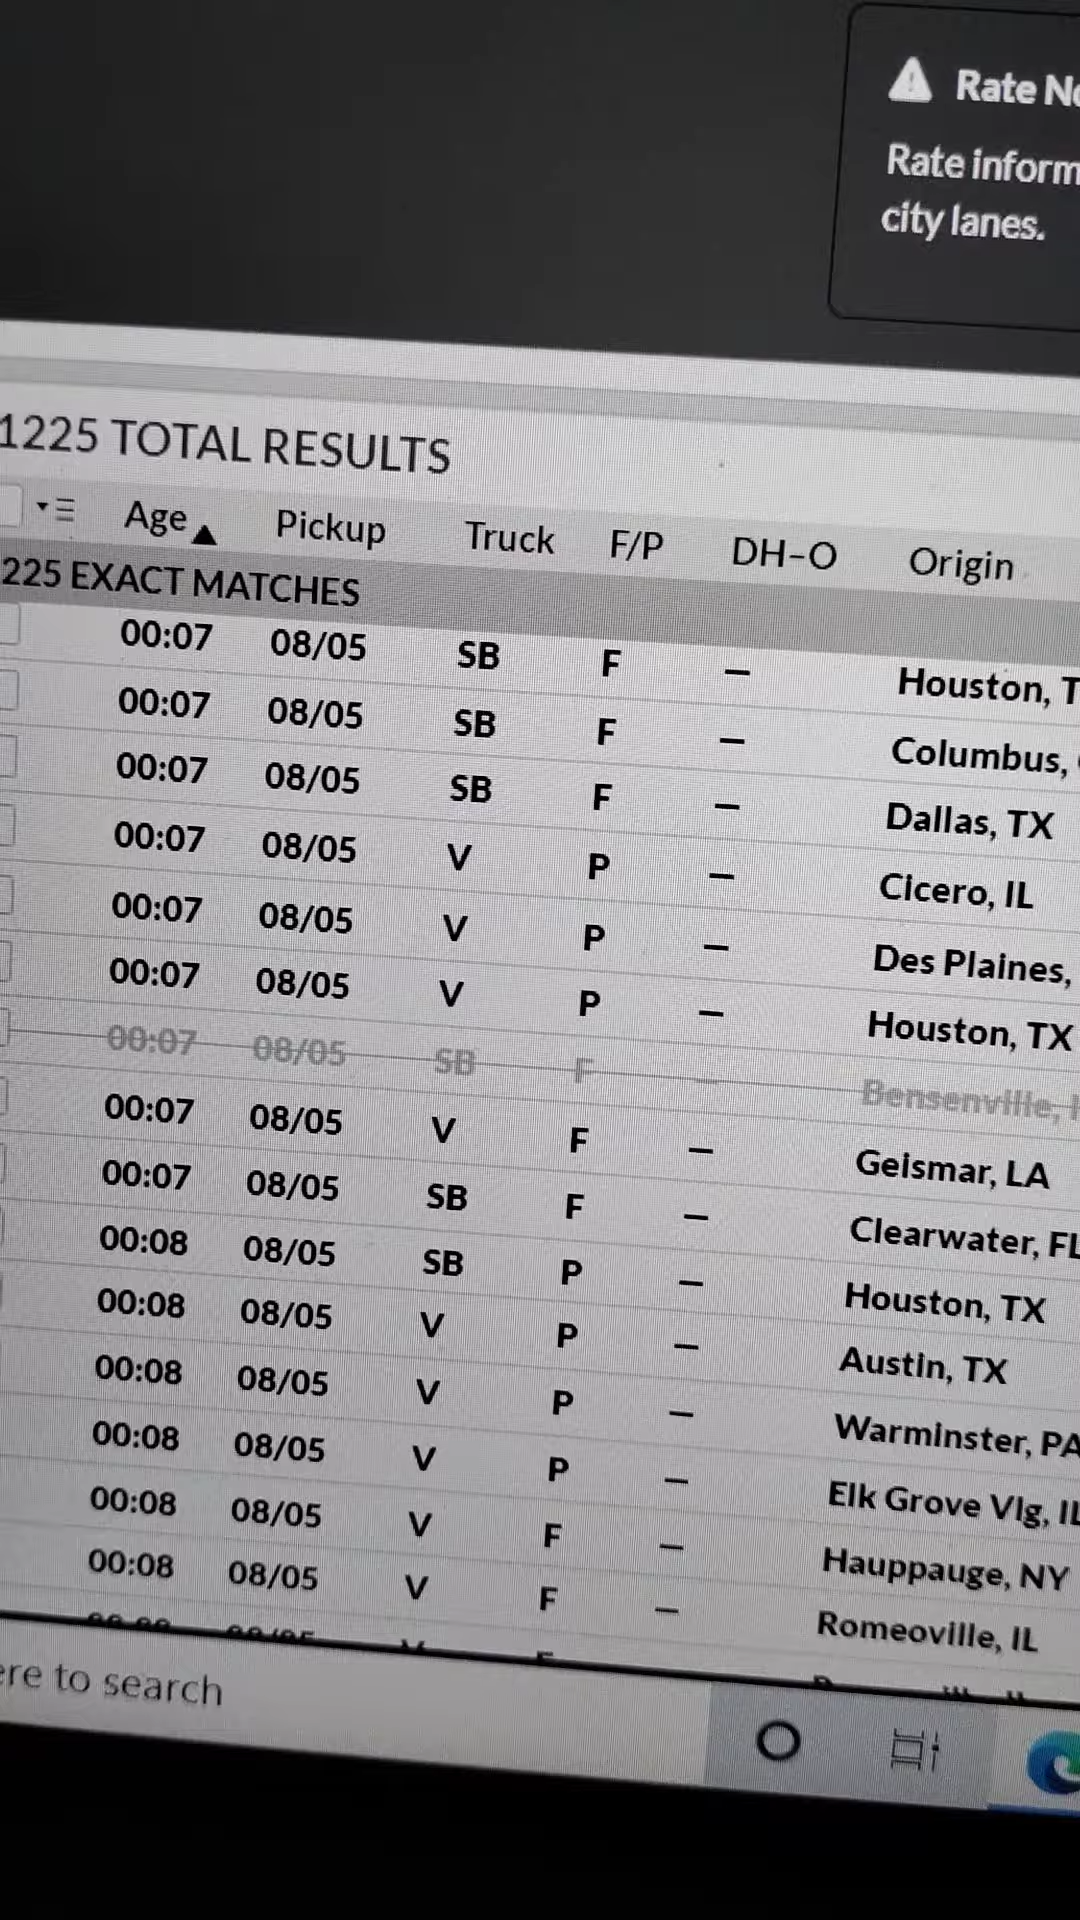 Rate
Rate
city lanes.
1225 TOTAL RESULTS
Age Pickup Truck F/P DH-O Origin
225 EXACT MATCHES
00:07 08/05 SB F – Houston,
00:07 08/05 SB F – Columbus,
00:07 08/05 SB F – Dallas, TX
00:07 08/05 V P – Cicero, IL
00:07 08/05 V P – Des Plaines,
00:07 08/05 V P – Houston, TX
00:07 08/05 SB F – Bensenville,
00:07 08/05 V F – Geismar, LA
00:07 08/05 SB F – Clearwater, FL
00:08 08/05 SB P – Houston, TX
00:08 08/05 V P – Austin, TX
00:08 08/05 V P – Warminster, PA
00:08 08/05 V P – Elk Grove Vlg, IL
00:08 08/05 V F – Hauppauge, NY
00:08 08/05 V F – Romeoville, IL
ere to search